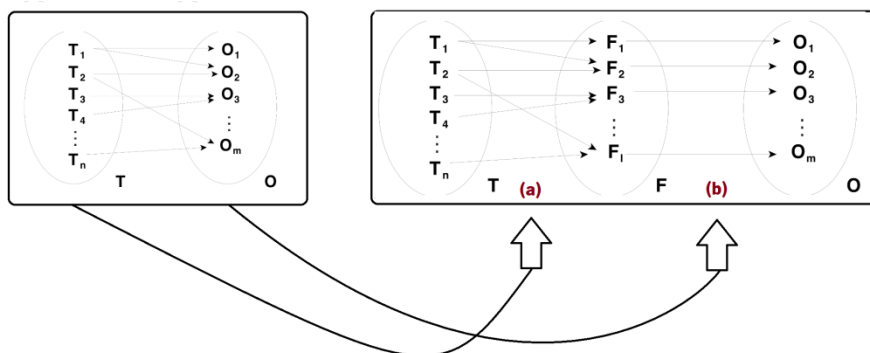 T1 O1
T2 O2
T3 O3
T4
Tn Om
T O
T1 F1 O1
T2 F2 O2
T3 F3 O3
T4
Tn Fl Om
T (a) F (b) O